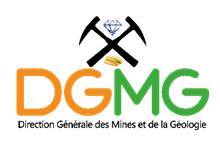 DGMG
Direction Générale des Mines et de la Géologie